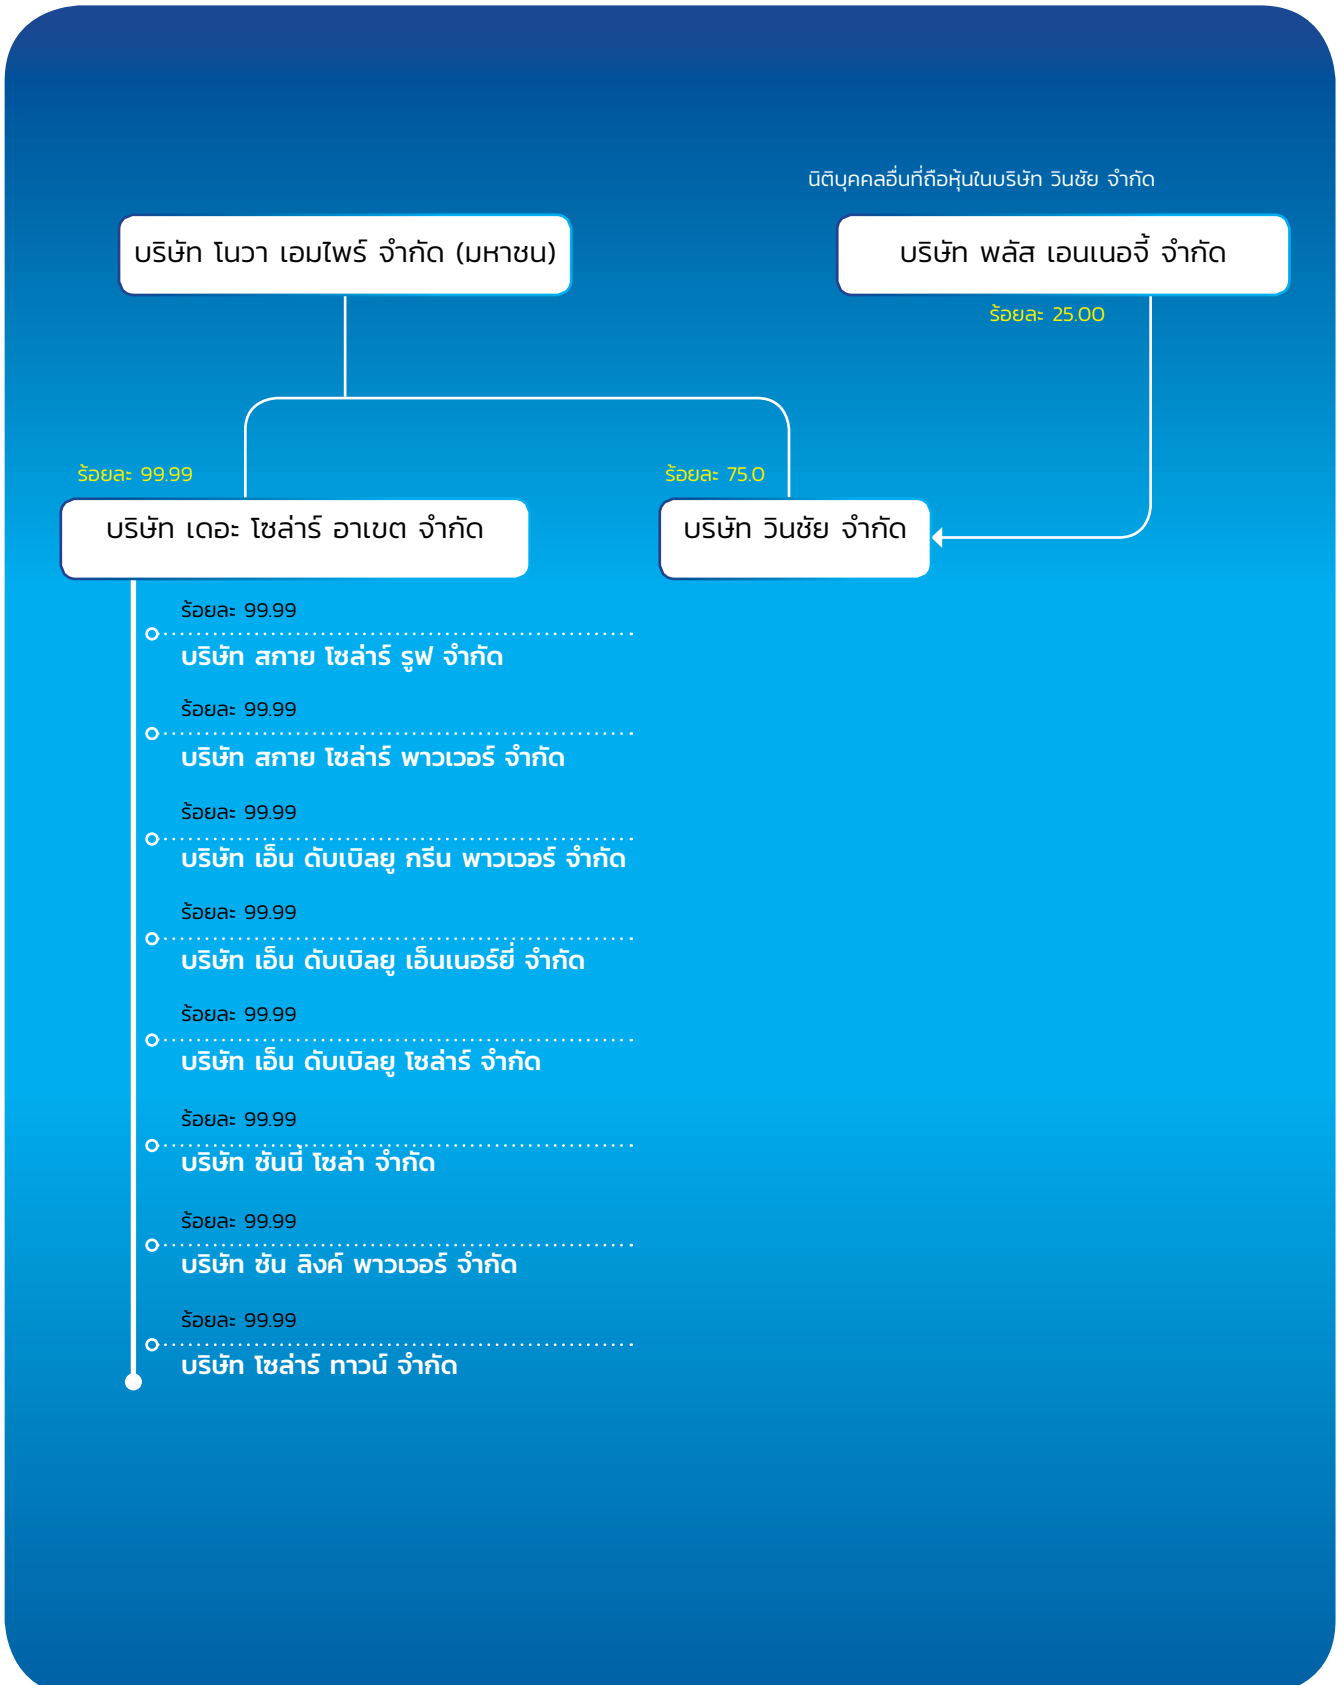 นิติบุคคลอื่นที่ถือหุ้นในบริษัท วินชัย จำกัด
บริษัท โนวา เอมไพร์ จำกัด (มหาชน)
บริษัท พลัส เอนเนอจี้ จำกัด
ร้อยละ 25.00
ร้อยละ 99.99
ร้อยละ 75.0
บริษัท เดอะ โซล่าร์ อาเขต จำกัด
บริษัท วินชัย จำกัด
ร้อยละ 99.99
บริษัท สกาย โซล่าร์ รูฟ จำกัด
ร้อยละ 99.99
บริษัท สกาย โซล่าร์ พาวเวอร์ จำกัด
ร้อยละ 99.99
บริษัท เอ็น ดับเบิลยู กรีน พาวเวอร์ จำกัด
ร้อยละ 99.99
บริษัท เอ็น ดับเบิลยู เอ็นเนอร์ยี่ จำกัด
ร้อยละ 99.99
บริษัท เอ็น ดับเบิลยู โซล่าร์ จำกัด
ร้อยละ 99.99
บริษัท ซันนี่ โซล่า จำกัด
ร้อยละ 99.99
บริษัท ซัน ลิงค์ พาวเวอร์ จำกัด
ร้อยละ 99.99
บริษัท โซล่าร์ ทาวน์ จำกัด